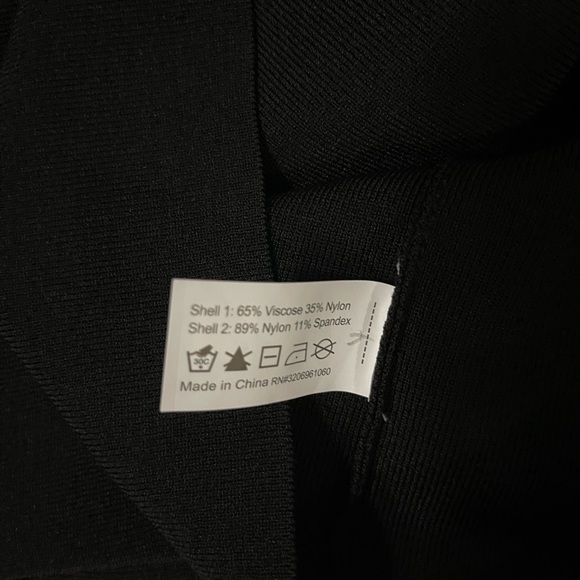 Shell 1: 65% Viscose 35% Nylon
Shell 2: 89% Nylon 11% Spandex
30C
Made in China RN#3206961060